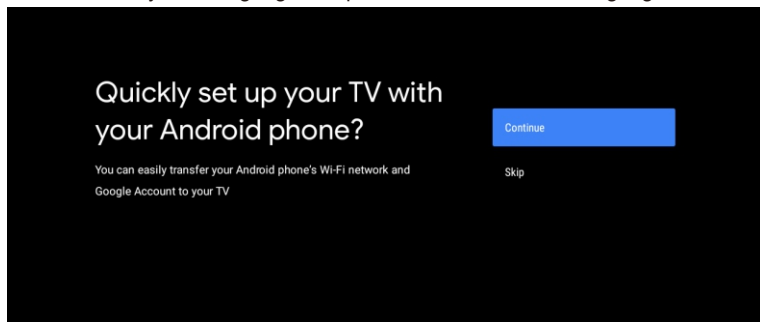 Quickly set up your TV with
your Android phone?
You can easily transfer your Android phone's Wi-Fi network and
Google Account to your TV
Continue
Skip